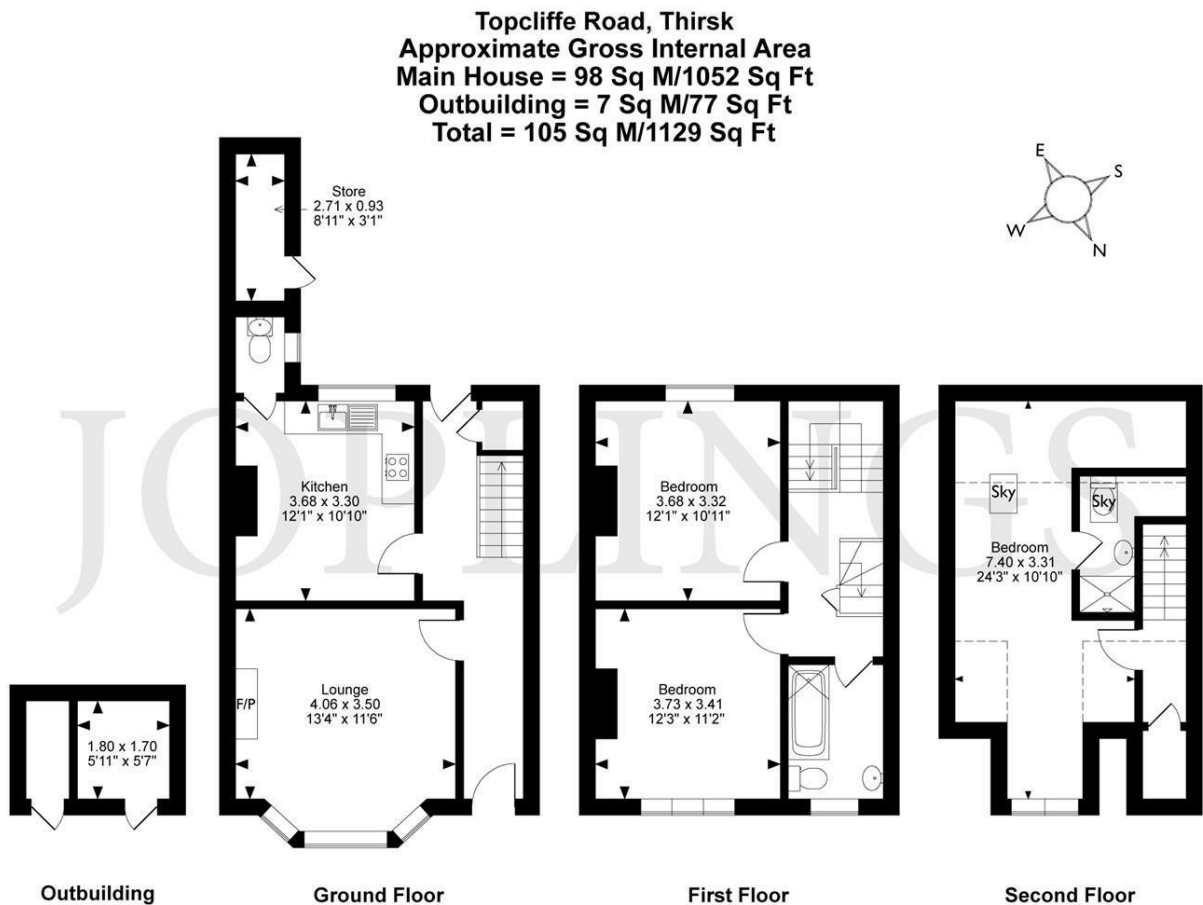 Topcliffe Road, Thirsk
Approximate Gross Internal Area
Main House = 98 Sq M/1052 Sq Ft
Outbuilding = 7 Sq M/77 Sq Ft
Total = 105 Sq M/1129 Sq Ft
E
S
W
N
Store
2.71 x 0.93
8'11" x 3'1"
JOPLINGS
Kitchen
3.68 x 3.30
12'1" x 10'10"
Bedroom
3.68 x 3.32
12'1" x 10'11"
Sky
Sky
Bedroom
7.40 x 3.31
24'3" x 10'10"
F/P
Lounge
4.06 x 3.50
13'4" x 11'6"
Bedroom
3.73 x 3.41
12'3" x 11'2"
1.80 x 1.70
5'11" x 5'7"
Outbuilding
Ground Floor
First Floor
Second Floor